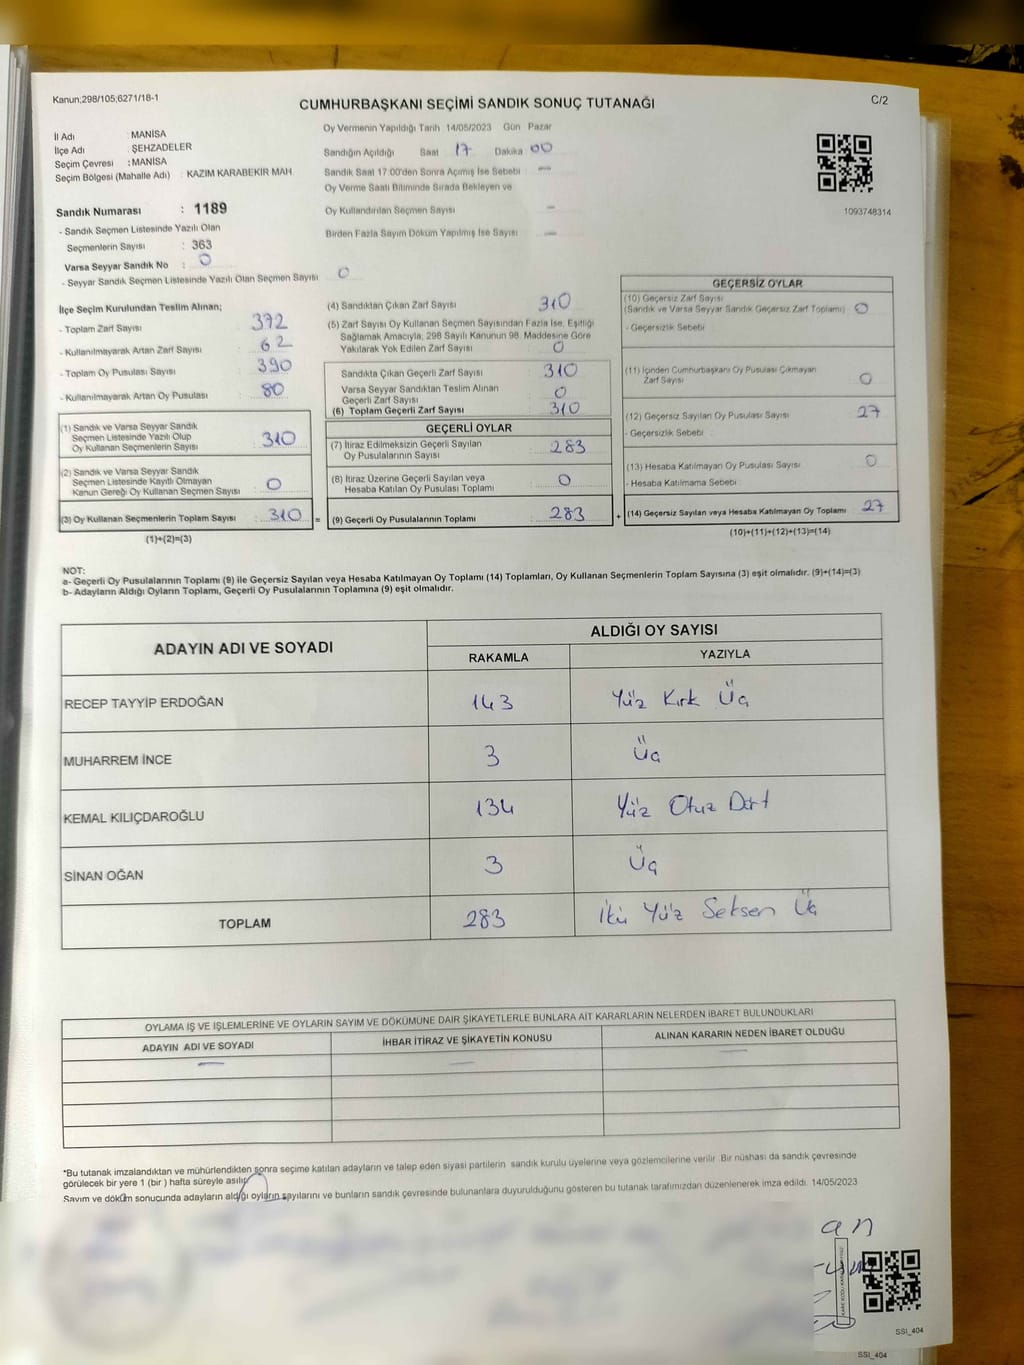 Kanun;298/105;6271/18-1
CUMHURBAŞKANI SEÇİMİ SANDIK SONUÇ TUTANAĞI
C/2
İl Adı : MANİSA
İlçe Adı : ŞEHZADELER
Seçim Çevresi : MANİSA
Seçim Bölgesi (Mahalle Adı) : KAZIM KARABEKİR MAH.
Sandık Numarası : 1189
- Sandık Seçmen Listesinde Yazılı Olan
Seçmenlerin Sayısı : 363
Varsa Seyyar Sandık No : 0
- Seyyar Sandık Seçmen Listesinde Yazılı Olan Seçmen Sayısı 0
Oy Vermenin Yapıldığı Tarih 14/05/2023 Gün Pazar
Sandığın Açıldığı Saat 17 Dakika 00
Sandık Saat 17:00'den Sonra Açımış İse Sebebi : —
Oy Verme Saati Bitiminde Sırada Bekleyen ve
Oy Kullandırılan Seçmen Sayısı —
Birden Fazla Sayım Döküm Yapılmış İse Sayısı —
1093748314
İlçe Seçim Kurulundan Teslim Alınan;
- Toplam Zarf Sayısı : 372
- Kullanılmayarak Artan Zarf Sayısı : 62
- Toplam Oy Pusulası Sayısı : 390
- Kullanılmayarak Artan Oy Pusulası : 80
(1) Sandık ve Varsa Seyyar Sandık
Seçmen Listesinde Yazılı Olup
Oy Kullanan Seçmenlerin Sayısı : 310
(2) Sandık ve Varsa Seyyar Sandık
Seçmen Listesinde Kayıtlı Olmayan
Kanun Gereği Oy Kullanan Seçmen Sayısı : 0
(3) Oy Kullanan Seçmenlerin Toplam Sayısı : 310
(1)+(2)=(3)
(4) Sandıktan Çıkan Zarf Sayısı 310
(5) Zarf Sayısı Oy Kullanan Seçmen Sayısından Fazla İse, Eşitliği
Sağlamak Amacıyla, 298 Sayılı Kanunun 98. Maddesine Göre
Yakılarak Yok Edilen Zarf Sayısı : 0
Sandıkta Çıkan Geçerli Zarf Sayısı : 310
Varsa Seyyar Sandıktan Teslim Alınan
Geçerli Zarf Sayısı : 0
(6) Toplam Geçerli Zarf Sayısı : 310
GEÇERLİ OYLAR
(7) İtiraz Edilmeksizin Geçerli Sayılan
Oy Pusulalarının Sayısı : 283
(8) İtiraz Üzerine Geçerli Sayılan veya
Hesaba Katılan Oy Pusulası Toplamı : 0
= (9) Geçerli Oy Pusulalarının Toplamı : 283
GEÇERSİZ OYLAR
(10) Geçersiz Zarf Sayısı
(Sandık ve Varsa Seyyar Sandık Geçersiz Zarf Toplamı) : 0
- Geçersizlik Sebebi
(11) İçinden Cumhurbaşkanı Oy Pusulası Çıkmayan
Zarf Sayısı : 0
(12) Geçersiz Sayılan Oy Pusulası Sayısı : 27
- Geçersizlik Sebebi
(13) Hesaba Katılmayan Oy Pusulası Sayısı : 0
- Hesaba Katılmama Sebebi
+ (14) Geçersiz Sayılan veya Hesaba Katılmayan Oy Toplamı : 27
(10)+(11)+(12)+(13)=(14)
NOT:
a- Geçerli Oy Pusulalarının Toplamı (9) ile Geçersiz Sayılan veya Hesaba Katılmayan Oy Toplamı (14) Toplamları, Oy Kullanan Seçmenlerin Toplam Sayısına (3) eşit olmalıdır. (9)+(14)=(3)
b- Adayların Aldığı Oyların Toplamı, Geçerli Oy Pusulalarının Toplamına (9) eşit olmalıdır.
ADAYIN ADI VE SOYADI
ALDIĞI OY SAYISI
RAKAMLA YAZIYLA
RECEP TAYYİP ERDOĞAN 143 Yüz Kırk Üç
MUHARREM İNCE 3 Üç
KEMAL KILIÇDAROĞLU 134 Yüz Otuz Dört
SİNAN OĞAN 3 Üç
TOPLAM 283 İki Yüz Seksen Üç
OYLAMA İŞ VE İŞLEMLERİNE VE OYLARIN SAYIM VE DÖKÜMÜNE DAİR ŞİKAYETLERLE BUNLARA AİT KARARLARIN NELERDEN İBARET BULUNDUKLARI
ADAYIN ADI VE SOYADI İHBAR İTİRAZ VE ŞİKAYETİN KONUSU ALINAN KARARIN NEDEN İBARET OLDUĞU
— — —
*Bu tutanak imzalandıktan ve mühürlendikten sonra seçime katılan adayların ve talep eden siyasi partilerin sandık kurulu üyelerine veya gözlemcilerine verilir. Bir nüshası da sandık çevresinde
görülecek bir yere 1 (bir ) hafta süreyle asılır.
Sayım ve döküm sonucunda adayların aldığı oyların sayılarını ve bunların sandık çevresinde bulunanlara duyurulduğunu gösteren bu tutanak tarafımızdan düzenlenerek imza edildi. 14/05/2023
an
SSI_404
SSI_404